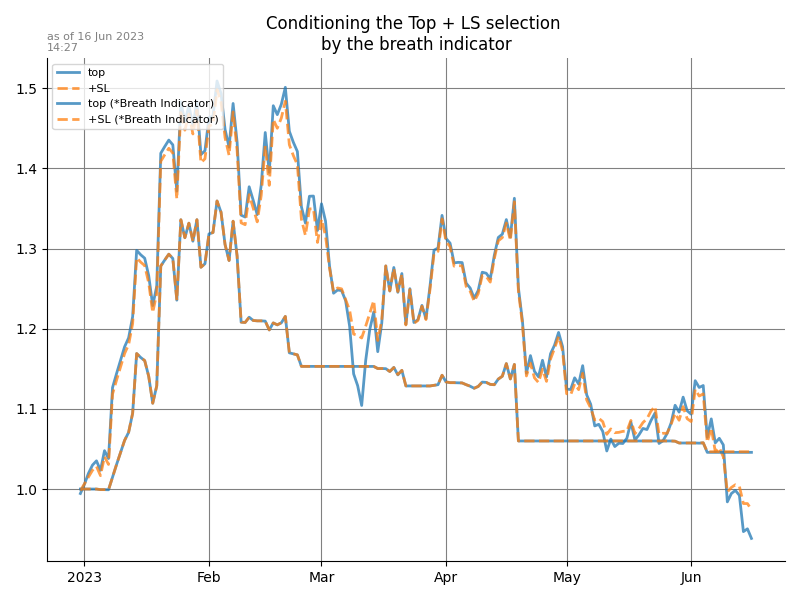 Conditioning the Top + LS selection
by the breath indicator
as of 16 Jun 2023
14:27
top
+SL
top (*Breath Indicator)
+SL (*Breath Indicator)
1.5
1.4
1.3
1.2
1.1
1.0
2023 Feb Mar Apr May Jun